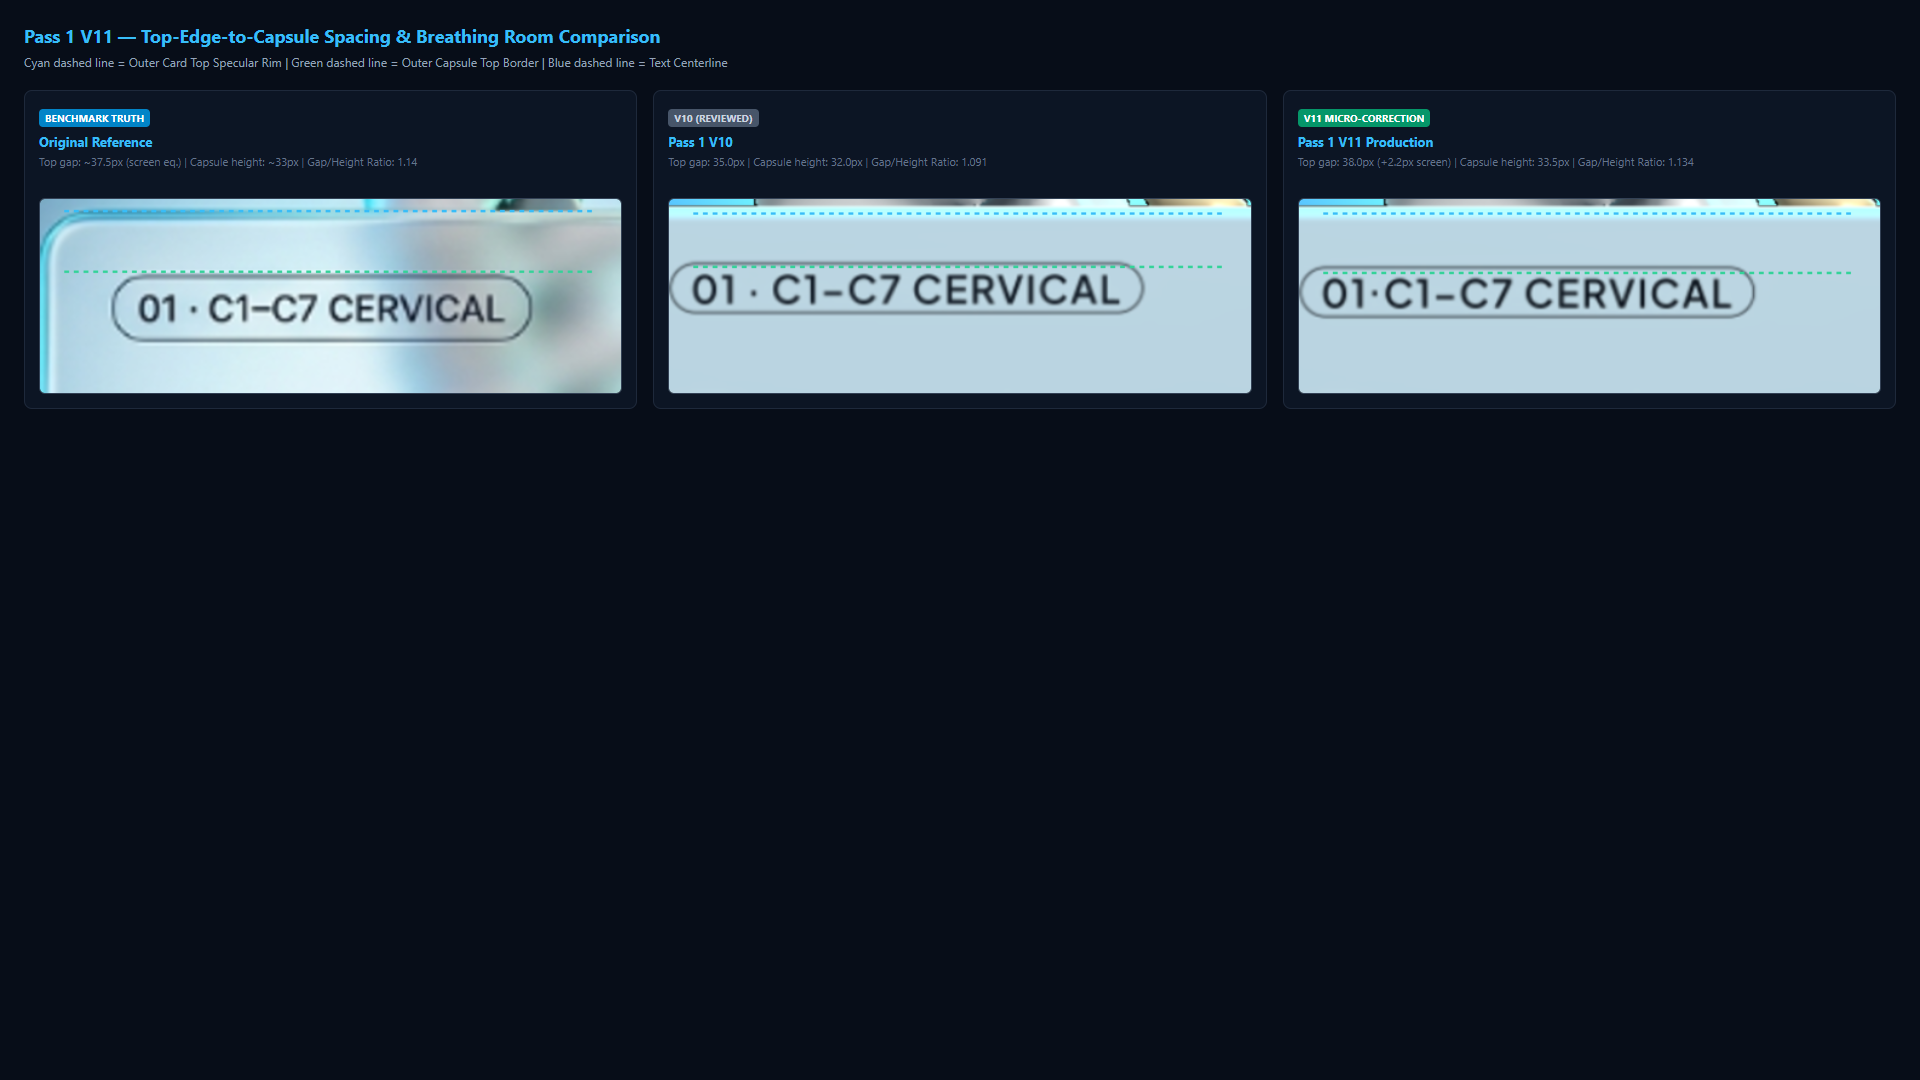 Pass 1 V11 — Top-Edge-to-Capsule Spacing & Breathing Room Comparison
Cyan dashed line = Outer Card Top Specular Rim | Green dashed line = Outer Capsule Top Border | Blue dashed line = Text Centerline
BENCHMARK TRUTH
Original Reference
Top gap: ~37.5px (screen eq.) | Capsule height: ~33px | Gap/Height Ratio: 1.14
01 · C1–C7 CERVICAL
V10 (REVIEWED)
Pass 1 V10
Top gap: 35.0px | Capsule height: 32.0px | Gap/Height Ratio: 1.091
01 · C1–C7 CERVICAL
V11 MICRO-CORRECTION
Pass 1 V11 Production
Top gap: 38.0px (+2.2px screen) | Capsule height: 33.5px | Gap/Height Ratio: 1.134
01·C1–C7 CERVICAL